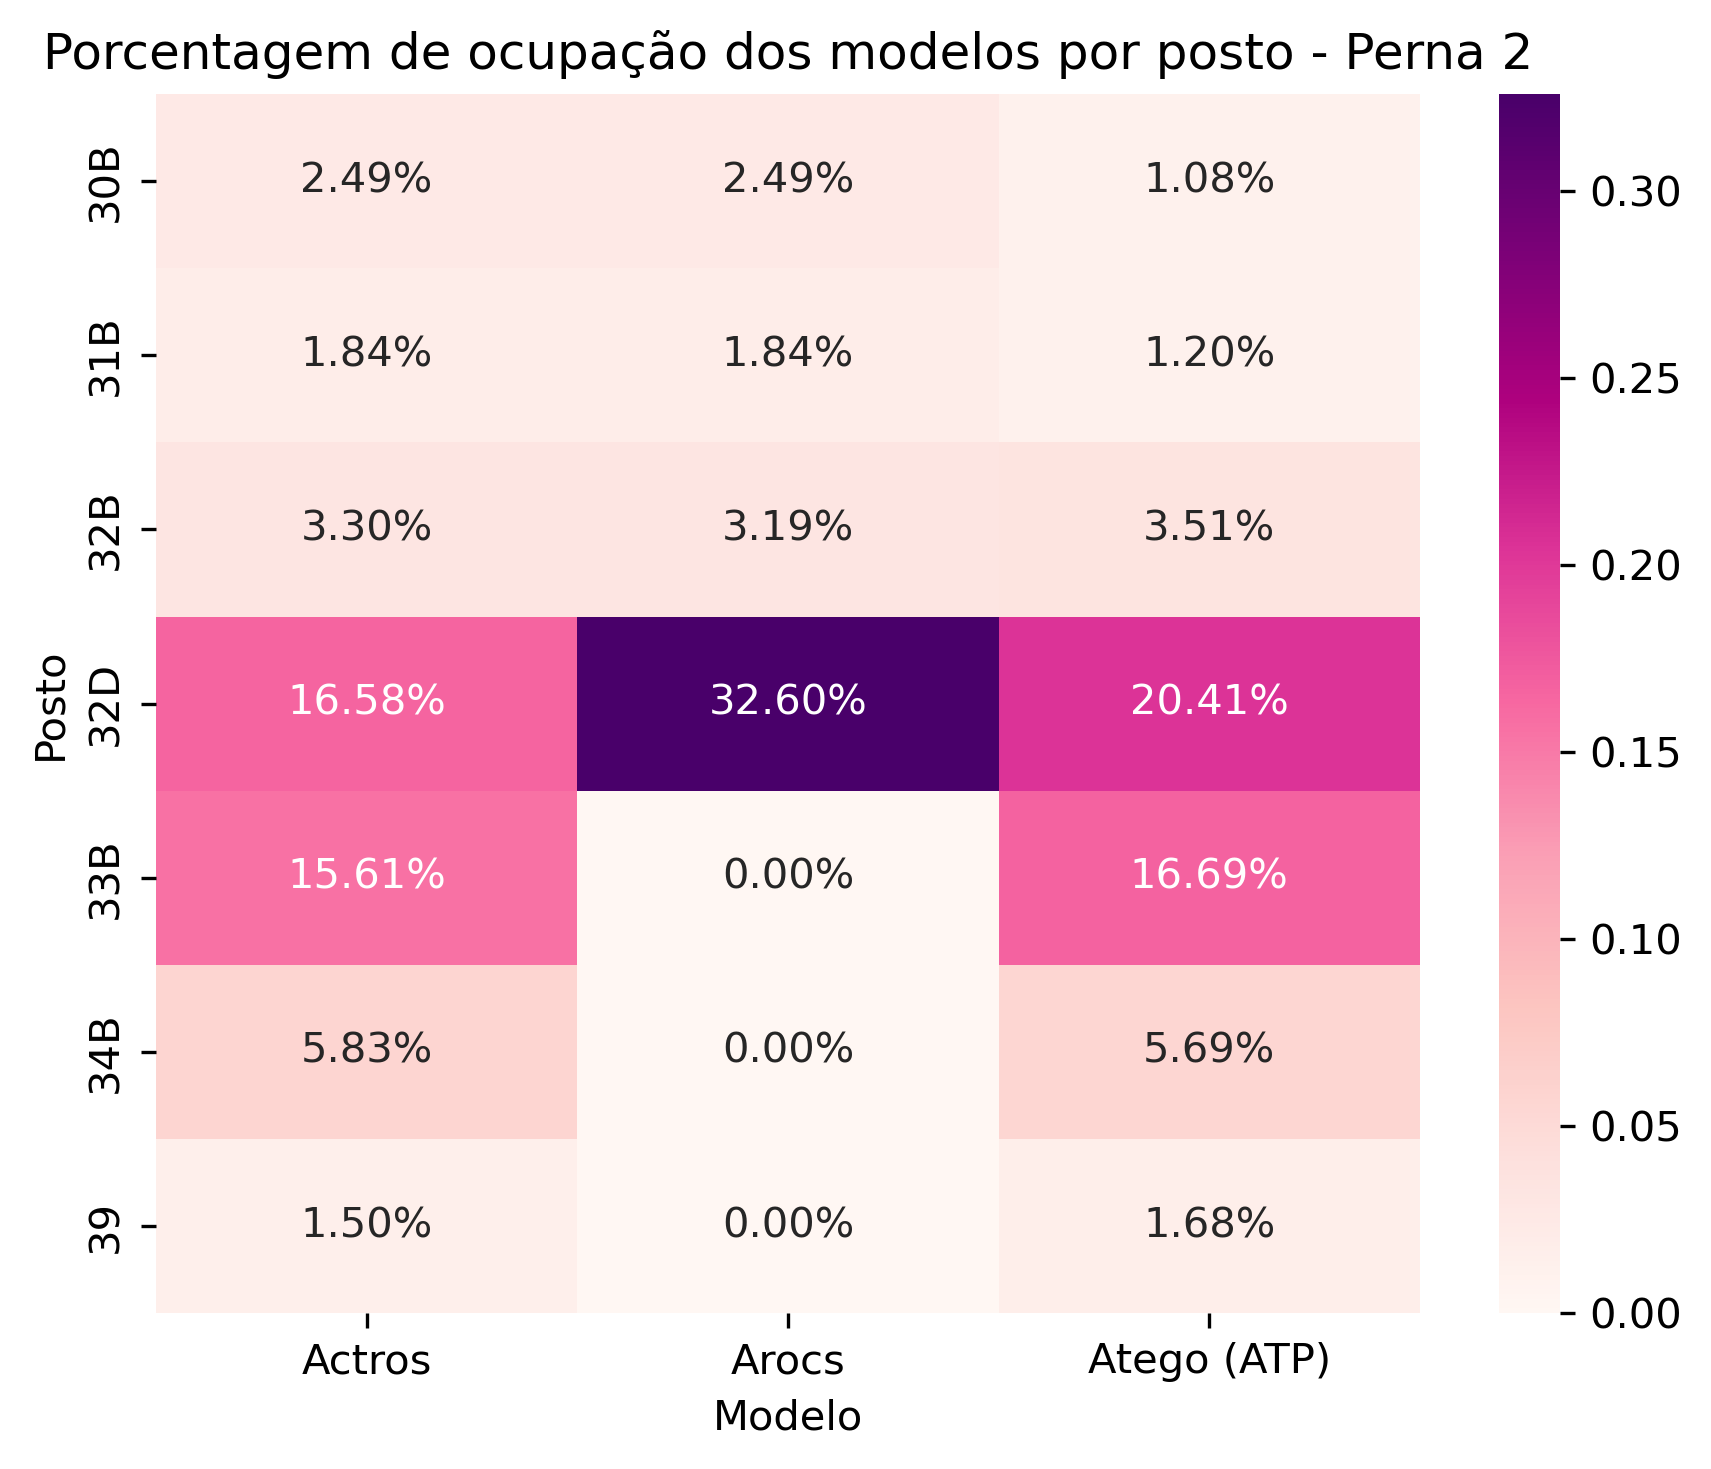 Porcentagem de ocupação dos modelos por posto - Perna 2
30B
2.49%
2.49%
1.08%
31B
1.84%
1.84%
1.20%
32B
3.30%
3.19%
3.51%
32D
16.58%
32.60%
20.41%
33B
15.61%
0.00%
16.69%
34B
5.83%
0.00%
5.69%
39
1.50%
0.00%
1.68%
Posto
Actros
Arocs
Atego (ATP)
Modelo
0.30
0.25
0.20
0.15
0.10
0.05
0.00